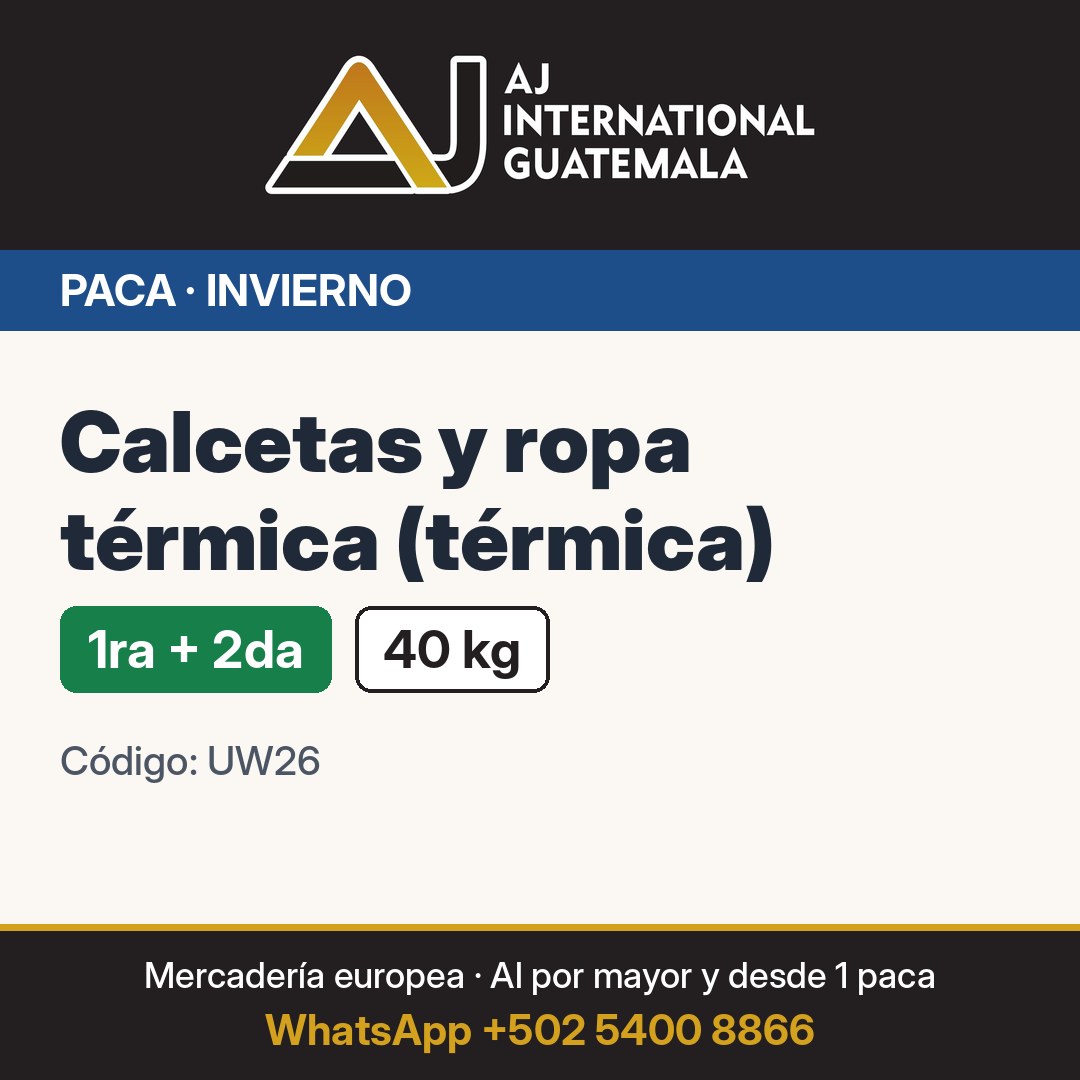 AJ
AJ
INTERNATIONAL
GUATEMALA
PACA · INVIERNO
Calcetas y ropa
térmica (térmica)
1ra + 2da
40 kg
Código: UW26
Mercadería europea · Al por mayor y desde 1 paca
WhatsApp +502 5400 8866